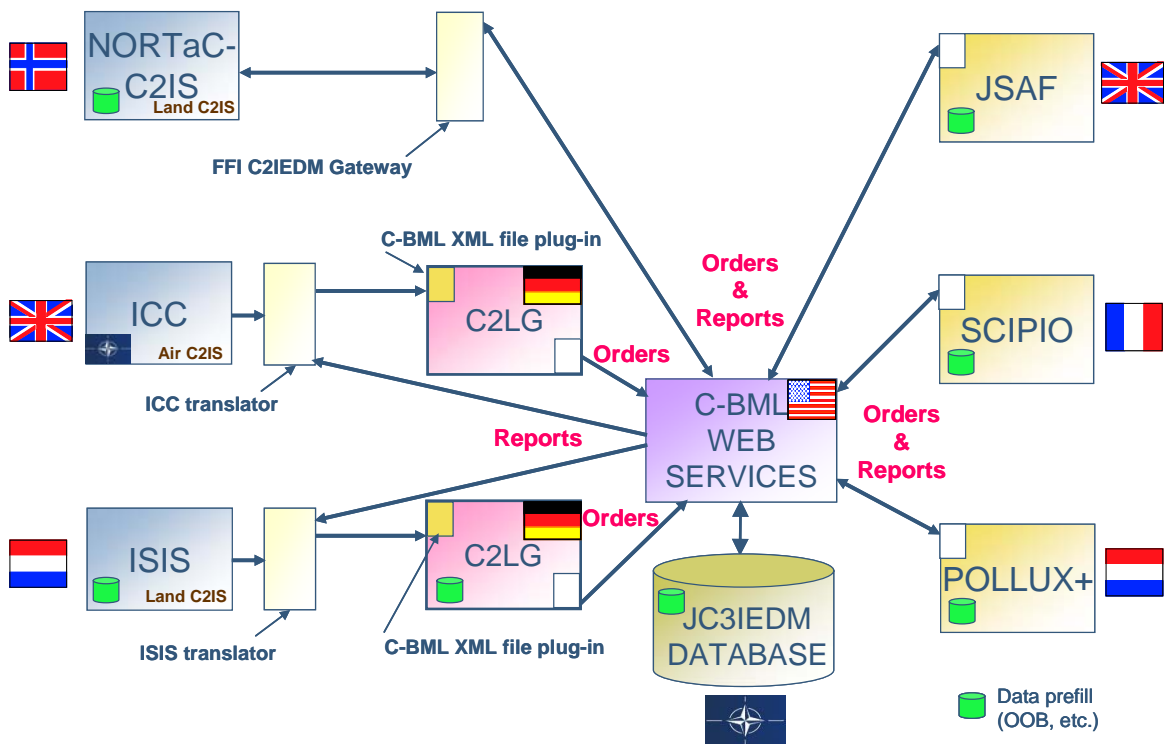 NORTaC-
C2IS
Land C2IS
FFI C2IEDM Gateway
JSAF
C-BML XML file plug-in
Orders
&
Reports
ICC
Air C2IS
C2LG
SCIPIO
Orders
ICC translator
C-BML
WEB
SERVICES
Orders
&
Reports
Reports
ISIS
Land C2IS
C2LG
Orders
POLLUX+
ISIS translator
C-BML XML file plug-in
JC3IEDM
DATABASE
Data prefill
(OOB, etc.)